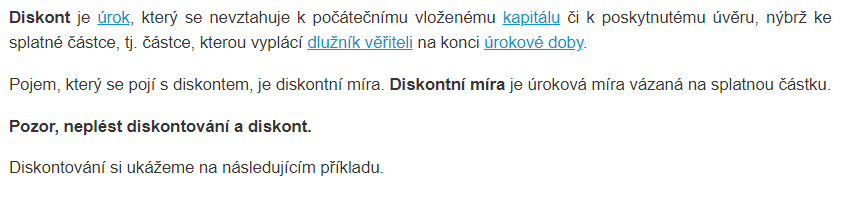 Diskont je úrok, který se nevztahuje k počátečnímu vloženému kapitálu či k poskytnutému úvěru, nýbrž ke
splatné částce, tj. částce, kterou vyplácí dlužník věřiteli na konci úrokové doby.
Pojem, který se pojí s diskontem, je diskontní míra. Diskontní míra je úroková míra vázaná na splatnou částku.
Pozor, neplést diskontování a diskont.
Diskontování si ukážeme na následujícím příkladu.